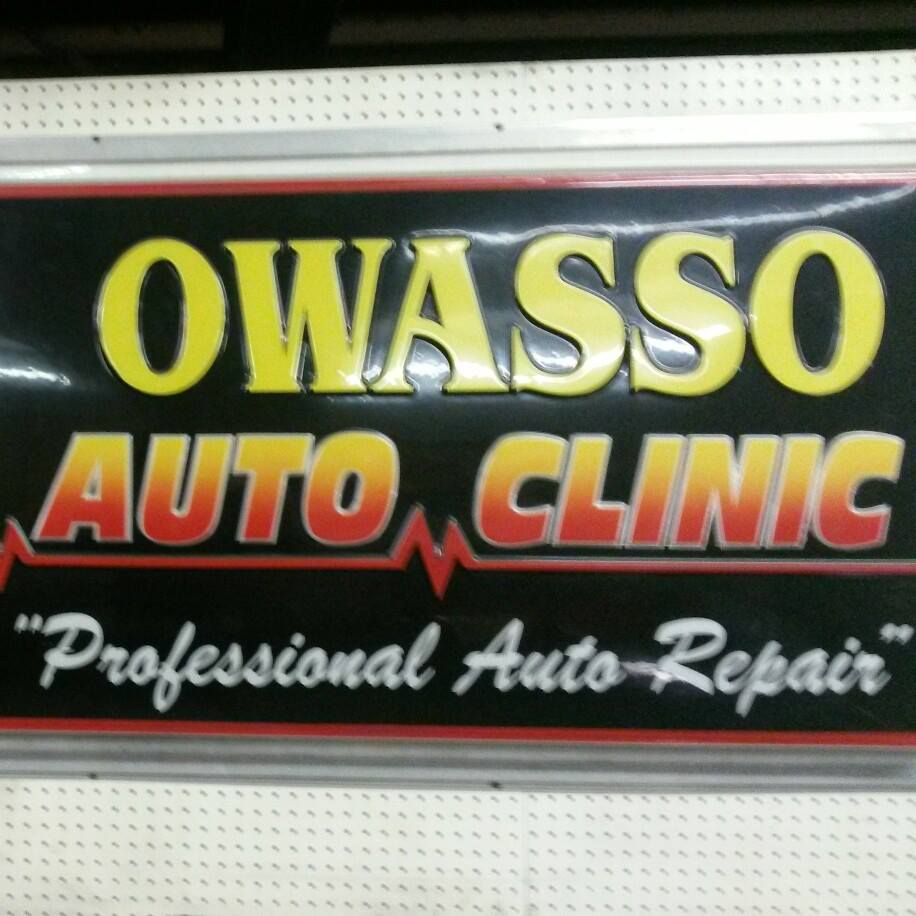 OWASSO
AUTO CLINIC
"Professional Auto Repair"